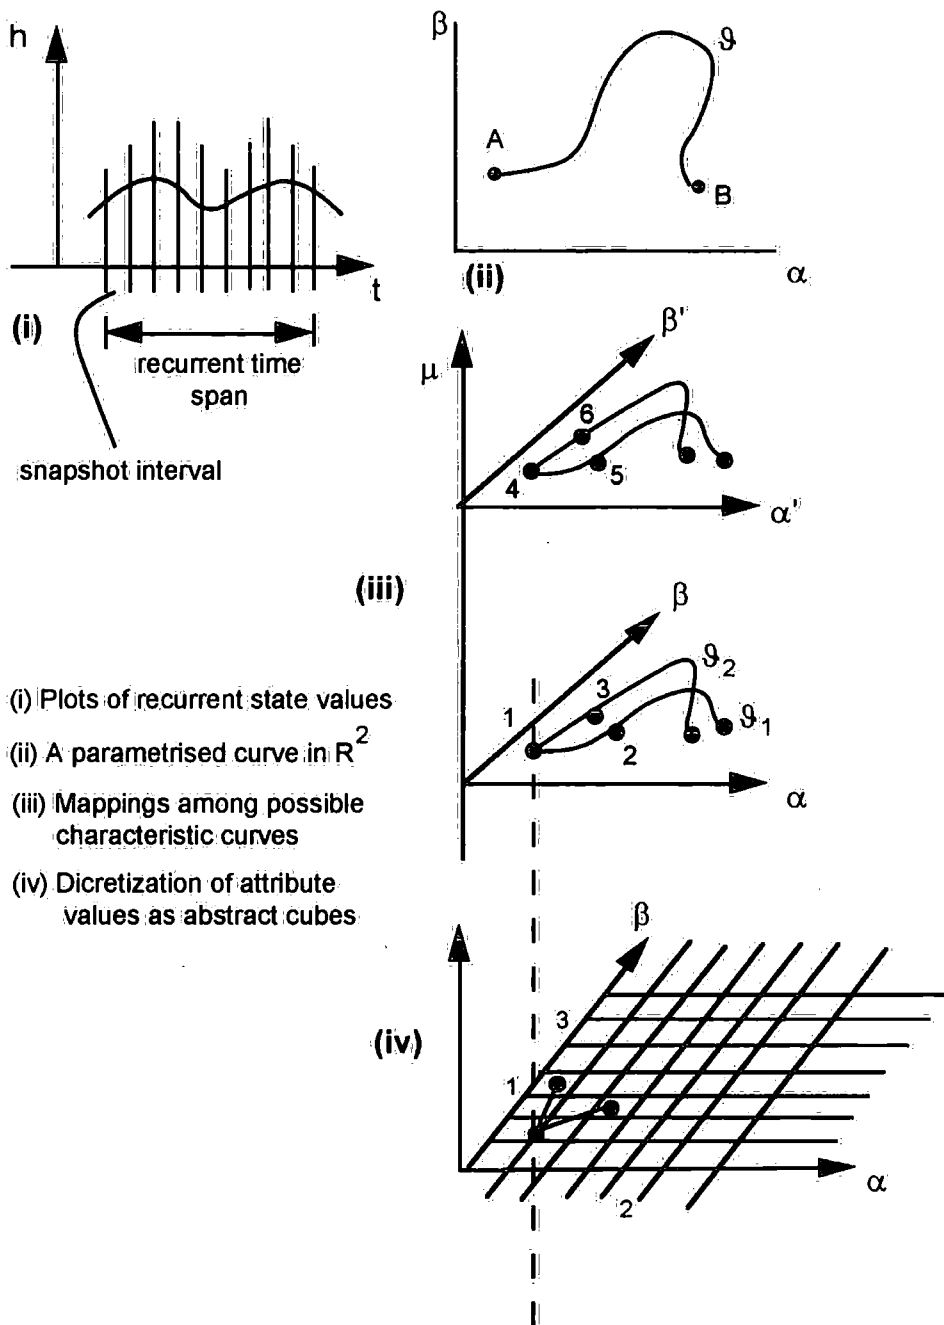 h
t
(i)
recurrent time
span
snapshot interval
β
ϑ
A
B
(ii)
α
β'
μ
6
4
5
α'
(iii)
β
ϑ2
1
3
ϑ1
2
α
(i) Plots of recurrent state values
(ii) A parametrised curve in R^2
(iii) Mappings among possible
characteristic curves
(iv) Dicretization of attribute
values as abstract cubes
β
3
(iv)
1
α
2